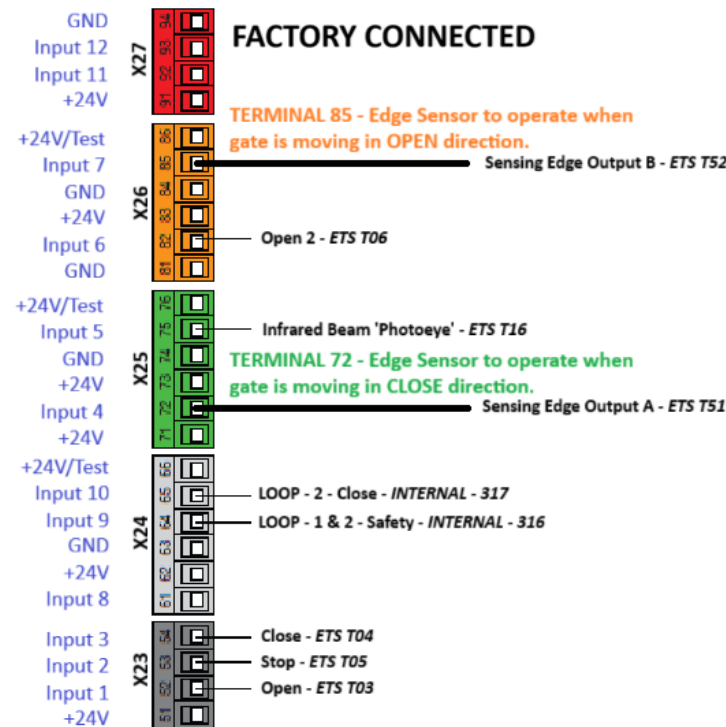 FACTORY CONNECTED
X27
GND 94
Input 12 93
Input 11 92
+24V 91
TERMINAL 85 - Edge Sensor to operate when
gate is moving in OPEN direction.
X26
+24V/Test 86
Input 7 85 Sensing Edge Output B - ETS T52
GND 84
+24V 83
Input 6 82 Open 2 - ETS T06
GND 81
X25
+24V/Test 76
Input 5 75 Infrared Beam 'Photoeye' - ETS T16
GND 74
TERMINAL 72 - Edge Sensor to operate when
gate is moving in CLOSE direction.
+24V 73
Input 4 72 Sensing Edge Output A - ETS T51
+24V 71
X24
+24V/Test 66
Input 10 65 LOOP - 2 - Close - INTERNAL - 317
Input 9 64 LOOP - 1 & 2 - Safety - INTERNAL - 316
GND 63
+24V 62
Input 8 61
X23
Input 3 54 Close - ETS T04
Input 2 53 Stop - ETS T05
Input 1 52 Open - ETS T03
+24V 51